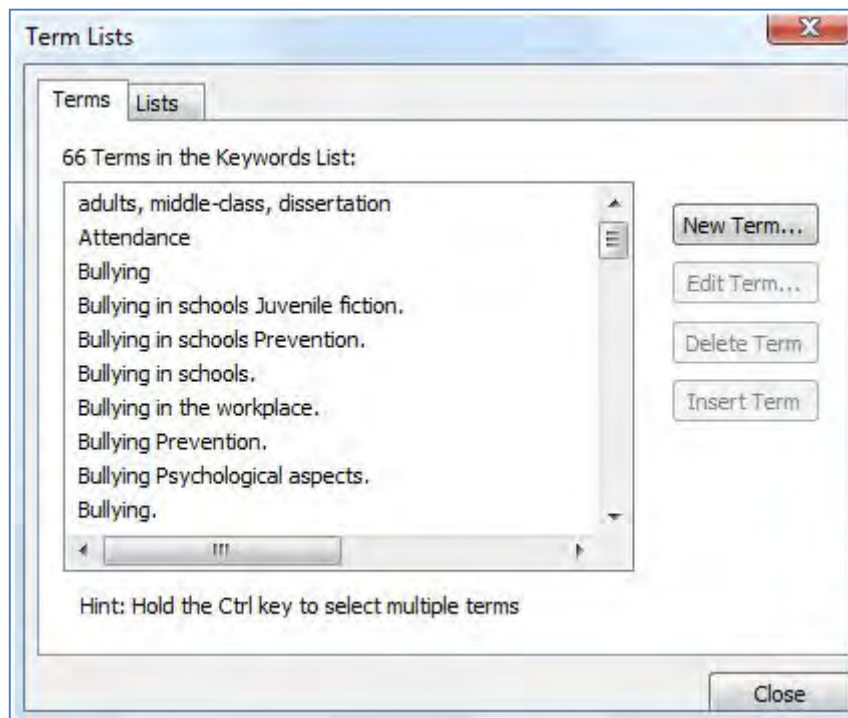 Term Lists
Terms
Lists
66 Terms in the Keywords List:
adults, middle-class, dissertation
Attendance
Bullying
Bullying in schools Juvenile fiction.
Bullying in schools Prevention.
Bullying in schools.
Bullying in the workplace.
Bullying Prevention.
Bullying Psychological aspects.
Bullying.
New Term...
Edit Term...
Delete Term
Insert Term
Hint: Hold the Ctrl key to select multiple terms
Close